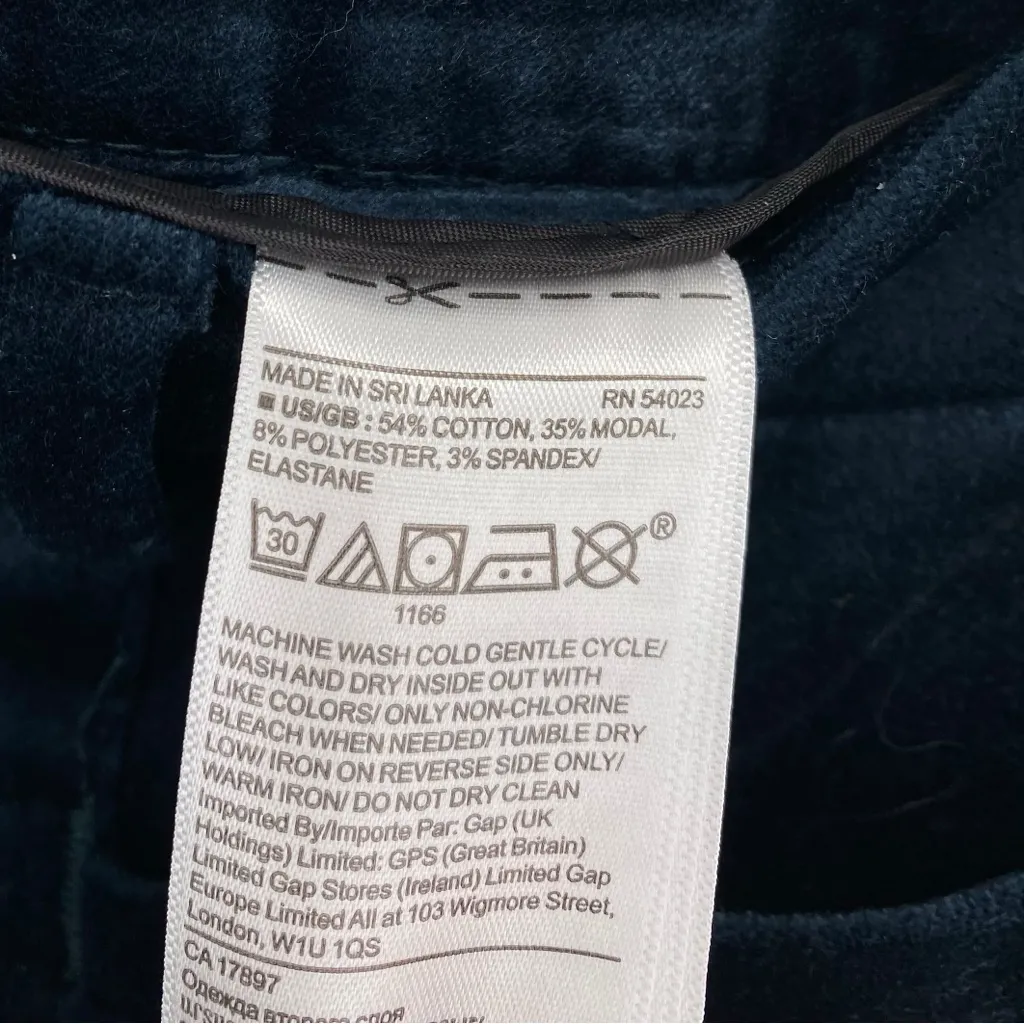 MADE IN SRI LANKA RN 54023
US/GB : 54% COTTON, 35% MODAL,
8% POLYESTER, 3% SPANDEX/
ELASTANE
30 ®
1166
MACHINE WASH COLD GENTLE CYCLE/
WASH AND DRY INSIDE OUT WITH
LIKE COLORS/ ONLY NON-CHLORINE
BLEACH WHEN NEEDED/ TUMBLE DRY
LOW/ IRON ON REVERSE SIDE ONLY/
WARM IRON/ DO NOT DRY CLEAN
Imported By/Importe Par: Gap (UK
Holdings) Limited: GPS (Great Britain)
Limited Gap Stores (Ireland) Limited Gap
Europe Limited All at 103 Wigmore Street,
London, W1U 1QS
CA 17897
Одежда второго слоя